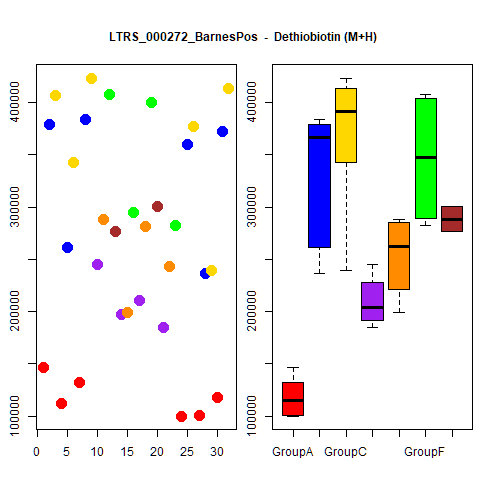 LTRS_000272_BarnesPos - Dethiobiotin (M+H)
400000
300000
200000
100000
0 5 10 15 20 25 30
400000
300000
200000
100000
GroupA GroupC GroupF